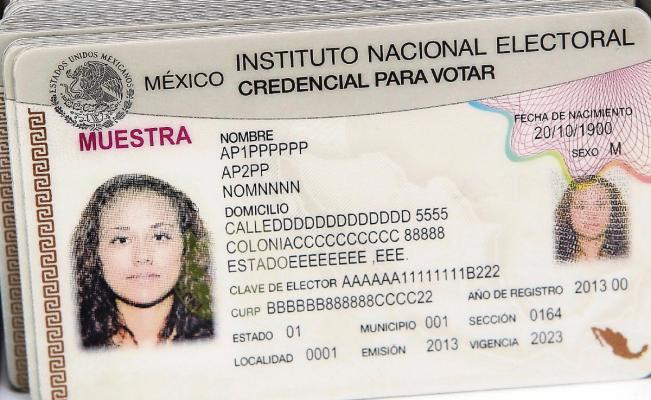 ESTADOS UNIDOS MEXICANOS
MÉXICO
INSTITUTO NACIONAL ELECTORAL
CREDENCIAL PARA VOTAR
MUESTRA
NOMBRE
AP1PPPPPP
AP2PP
NOMNNNN
FECHA DE NACIMIENTO
20/10/1900
SEXO M
DOMICILIO
CALLEDDDDDDDDDDDDD 5555
COLONIACCCCCCCCCC 88888
ESTADOEEEEEEEE ,EEE.
CLAVE DE ELECTOR AAAAAA11111111B222
CURP BBBBBB888888CCCC22
AÑO DE REGISTRO 2013 00
ESTADO 01
MUNICIPIO 001
SECCIÓN 0164
LOCALIDAD 0001
EMISIÓN 2013
VIGENCIA 2023